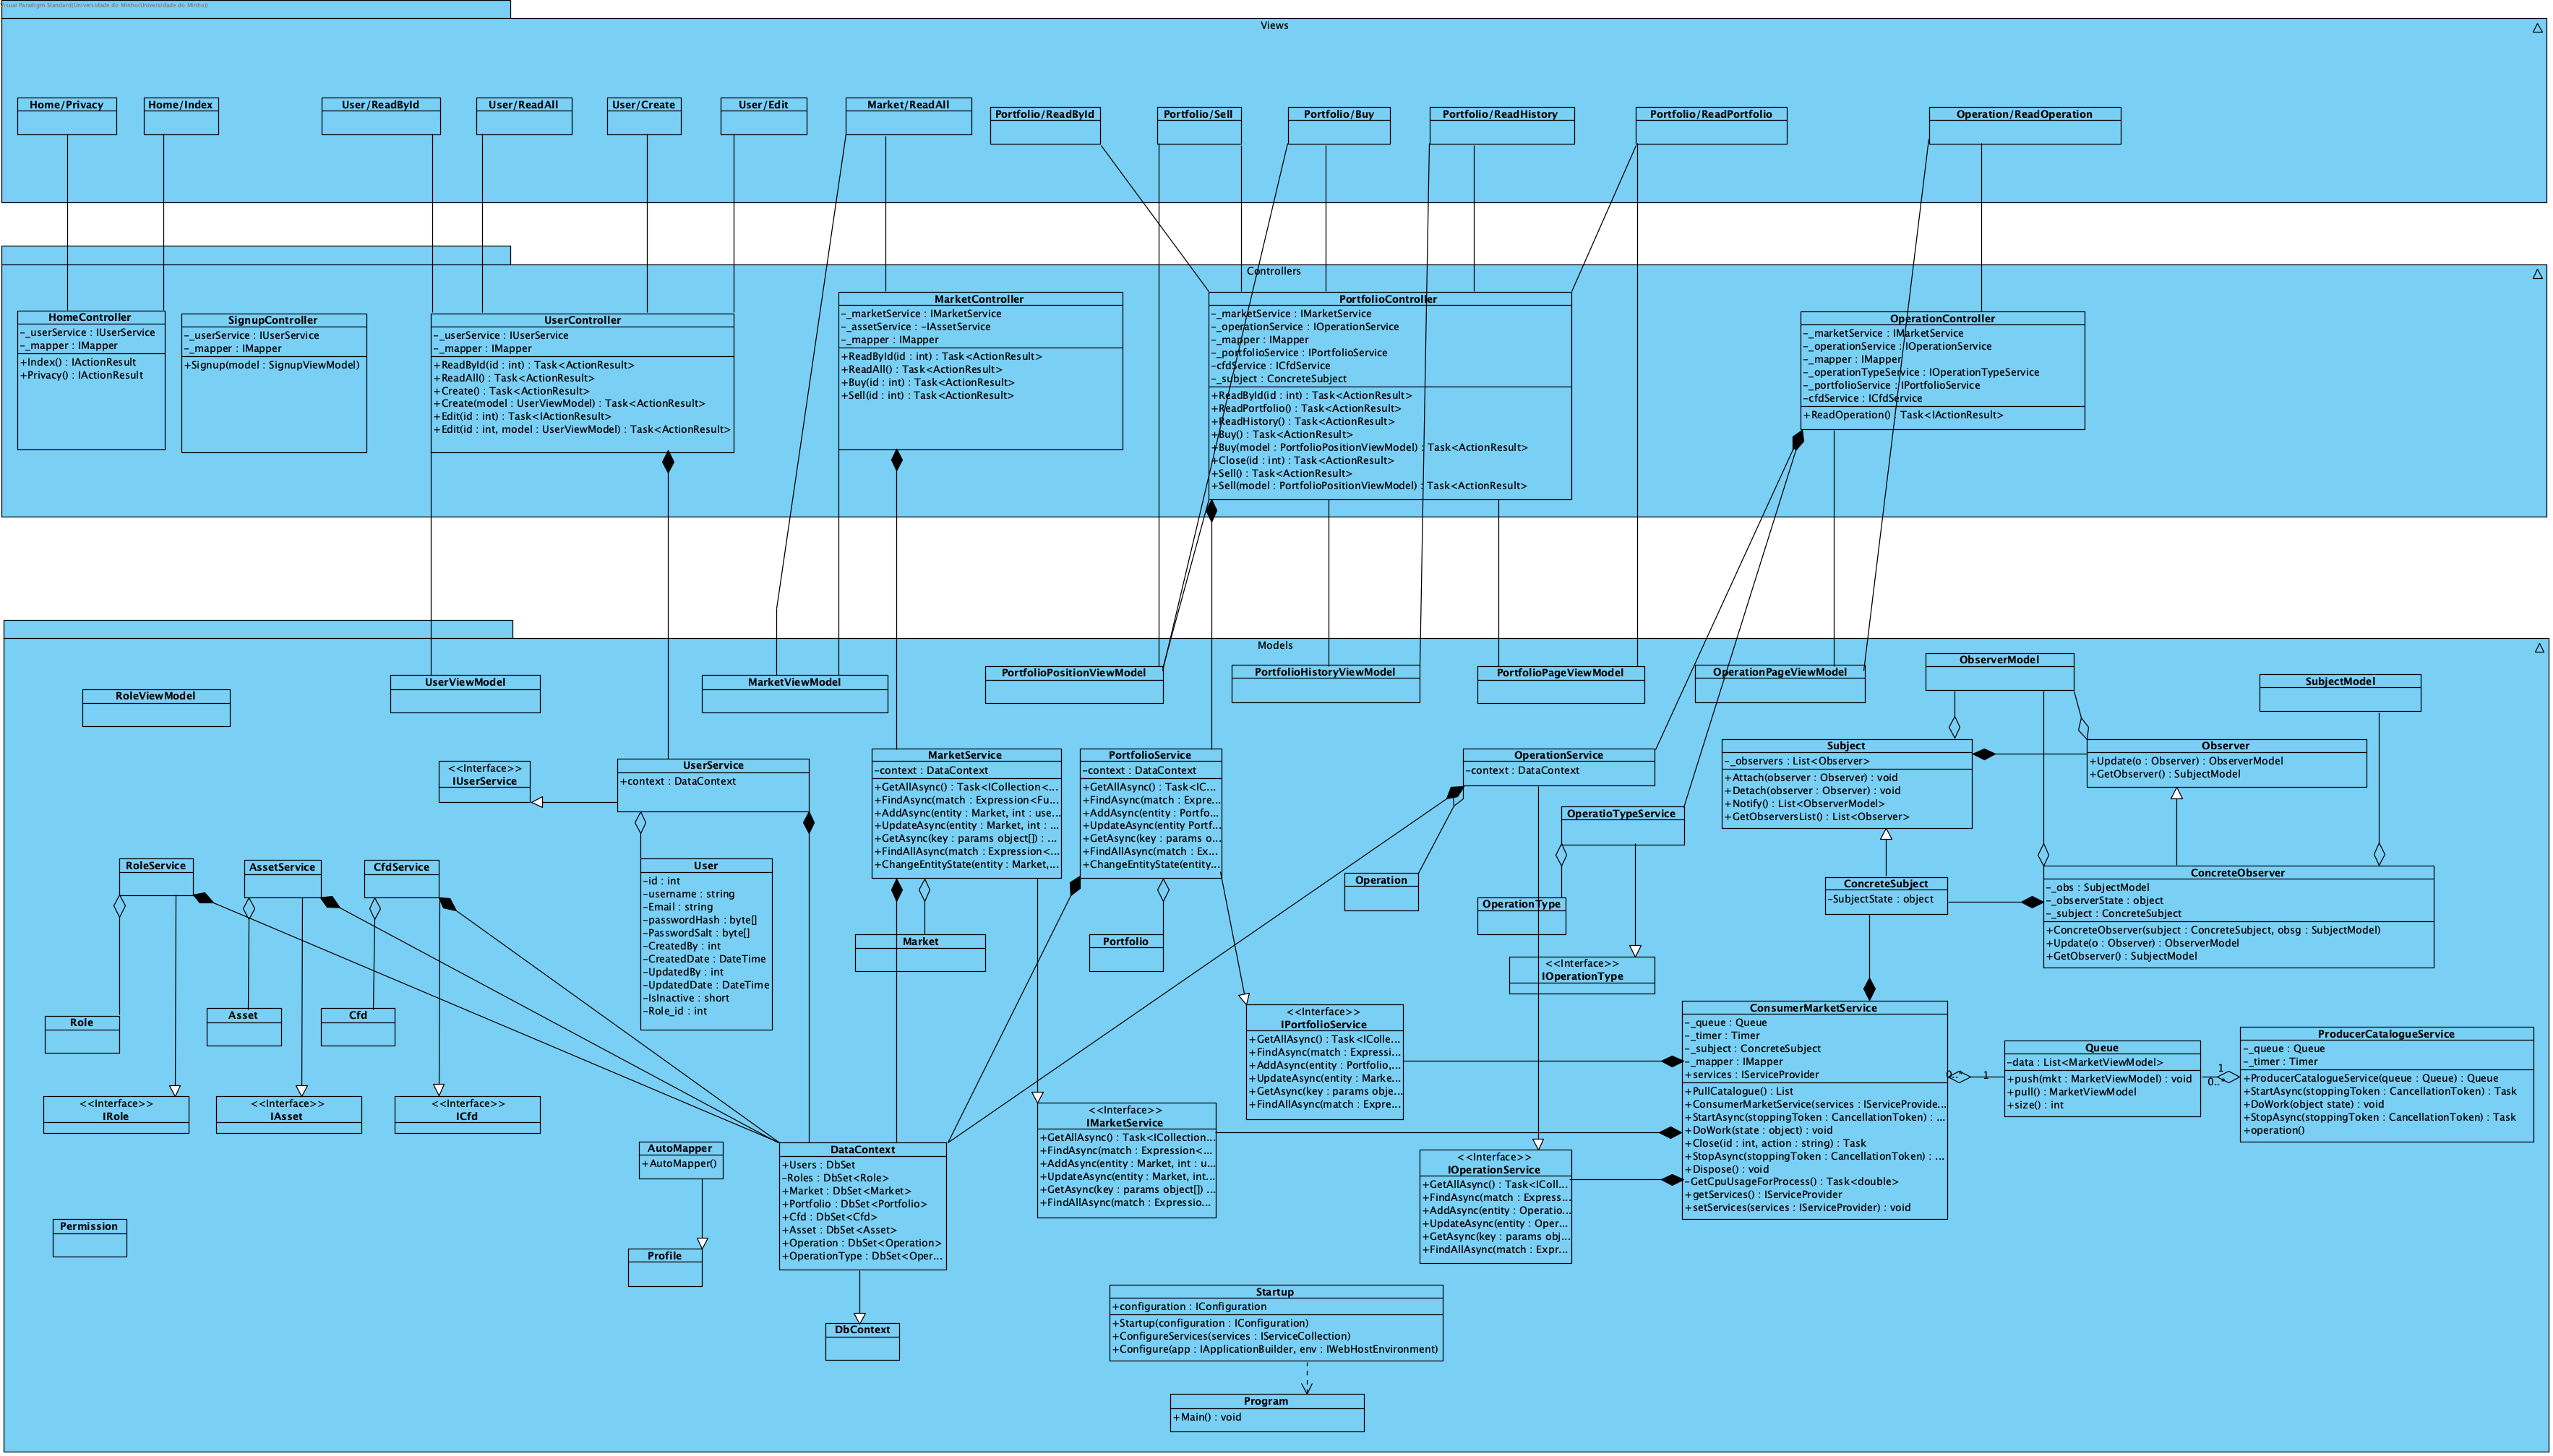 Visual Paradigm Standard(Universidade do Minho(Universidade do Minho))
Views
Home/Privacy
Home/Index
User/ReadById
User/ReadAll
User/Create
User/Edit
Market/ReadAll
Portfolio/ReadById
Portfolio/Sell
Portfolio/Buy
Portfolio/ReadHistory
Portfolio/ReadPortfolio
Operation/ReadOperation
Controllers
HomeController
-_userService : IUserService
-_mapper : IMapper
+Index() : IActionResult
+Privacy() : IActionResult
SignupController
-_userService : IUserService
-_mapper : IMapper
+Signup(model : SignupViewModel)
UserController
-_userService : IUserService
-_mapper : IMapper
+ReadById(id : int) : Task<ActionResult>
+ReadAll() : Task<ActionResult>
+Create() : Task<ActionResult>
+Create(model : UserViewModel) : Task<ActionResult>
+Edit(id : int) : Task<IActionResult>
+Edit(id : int, model : UserViewModel) : Task<ActionResult>
MarketController
-_marketService : IMarketService
-_assetService : -IAssetService
-_mapper : IMapper
+ReadById(id : int) : Task<ActionResult>
+ReadAll() : Task<ActionResult>
+Buy(id : int) : Task<ActionResult>
+Sell(id : int) : Task<ActionResult>
PortfolioController
-_marketService : IMarketService
-_operationService : IOperationService
-_mapper : IMapper
-_portfolioService : IPortfolioService
-cfdService : ICfdService
-_subject : ConcreteSubject
+ReadById(id : int) : Task<ActionResult>
+ReadPortfolio() : Task<ActionResult>
+ReadHistory() : Task<ActionResult>
+Buy() : Task<ActionResult>
+Buy(model : PortfolioPositionViewModel) : Task<ActionResult>
+Close(id : int) : Task<ActionResult>
+Sell() : Task<ActionResult>
+Sell(model : PortfolioPositionViewModel) : Task<ActionResult>
OperationController
-_marketService : IMarketService
-_operationService : IOperationService
-_mapper : IMapper
-_operationTypeService : IOperationTypeService
-_portfolioService : IPortfolioService
-cfdService : ICfdService
+ReadOperation() : Task<IActionResult>
Models
RoleViewModel
UserViewModel
MarketViewModel
PortfolioPositionViewModel
PortfolioHistoryViewModel
PortfolioPageViewModel
OperationPageViewModel
ObserverModel
SubjectModel
<<Interface>>
IUserService
UserService
+context : DataContext
MarketService
-context : DataContext
+GetAllAsync() : Task<ICollection<...
+FindAsync(match : Expression<Fu...
+AddAsync(entity : Market, int : use...
+UpdateAsync(entity : Market, int : ...
+GetAsync(key : params object[]) : ...
+FindAllAsync(match : Expression<...
+ChangeEntityState(entity : Market,...
PortfolioService
-context : DataContext
+GetAllAsync() : Task<IC...
+FindAsync(match : Expre...
+AddAsync(entity : Portfo...
+UpdateAsync(entity Portf...
+GetAsync(key : params o...
+FindAllAsync(match : Ex...
+ChangeEntityState(entity...
OperationService
-context : DataContext
OperatioTypeService
Subject
-_observers : List<Observer>
+Attach(observer : Observer) : void
+Detach(observer : Observer) : void
+Notify() : List<ObserverModel>
+GetObserversList() : List<Observer>
Observer
+Update(o : Observer) : ObserverModel
+GetObserver() : SubjectModel
RoleService
AssetService
CfdService
User
-id : int
-username : string
-Email : string
-passwordHash : byte[]
-PasswordSalt : byte[]
-CreatedBy : int
-CreatedDate : DateTime
-UpdatedBy : int
-UpdatedDate : DateTime
-IsInactive : short
-Role_id : int
Market
Portfolio
Operation
OperationType
<<Interface>>
IOperationType
ConcreteSubject
-SubjectState : object
ConcreteObserver
-_obs : SubjectModel
-_observerState : object
-_subject : ConcreteSubject
+ConcreteObserver(subject : ConcreteSubject, obsg : SubjectModel)
+Update(o : Observer) : ObserverModel
+GetObserver() : SubjectModel
Role
Asset
Cfd
<<Interface>>
IRole
<<Interface>>
IAsset
<<Interface>>
ICfd
<<Interface>>
IPortfolioService
+GetAllAsync() : Task<IColle...
+FindAsync(match : Expressi...
+AddAsync(entity : Portfolio,...
+UpdateAsync(entity : Marke...
+GetAsync(key : params obje...
+FindAllAsync(match : Expre...
<<Interface>>
IMarketService
+GetAllAsync() : Task<ICollection...
+FindAsync(match : Expression<...
+AddAsync(entity : Market, int : u...
+UpdateAsync(entity : Market, int...
+GetAsync(key : params object[]) ...
+FindAllAsync(match : Expressio...
<<Interface>>
IOperationService
+GetAllAsync() : Task<IColl...
+FindAsync(match : Express...
+AddAsync(entity : Operatio...
+UpdateAsync(entity : Oper...
+GetAsync(key : params obj...
+FindAllAsync(match : Expr...
ConsumerMarketService
-_queue : Queue
-_timer : Timer
-_subject : ConcreteSubject
-_mapper : IMapper
+services : IServiceProvider
+PullCatalogue() : List
+ConsumerMarketService(services : IServiceProvide...
+StartAsync(stoppingToken : CancellationToken) : ...
+DoWork(state : object) : void
+Close(id : int, action : string) : Task
+StopAsync(stoppingToken : CancellationToken) : ...
+Dispose() : void
-GetCpuUsageForProcess() : Task<double>
+getServices() : IServiceProvider
+setServices(services : IServiceProvider) : void
0..*
1
Queue
-data : List<MarketViewModel>
+push(mkt : MarketViewModel) : void
+pull() : MarketViewModel
+size() : int
1
0..*
ProducerCatalogueService
-_queue : Queue
-_timer : Timer
+ProducerCatalogueService(queue : Queue) : Queue
+StartAsync(stoppingToken : CancellationToken) : Task
+DoWork(object state) : void
+StopAsync(stoppingToken : CancellationToken) : Task
+operation()
AutoMapper
+AutoMapper()
Profile
Permission
DataContext
+Users : DbSet
-Roles : DbSet<Role>
+Market : DbSet<Market>
+Portfolio : DbSet<Portfolio>
+Cfd : DbSet<Cfd>
+Asset : DbSet<Asset>
+Operation : DbSet<Operation>
+OperationType : DbSet<Oper...
DbContext
Startup
+configuration : IConfiguration
+Startup(configuration : IConfiguration)
+ConfigureServices(services : IServiceCollection)
+Configure(app : IApplicationBuilder, env : IWebHostEnvironment)
Program
+Main() : void